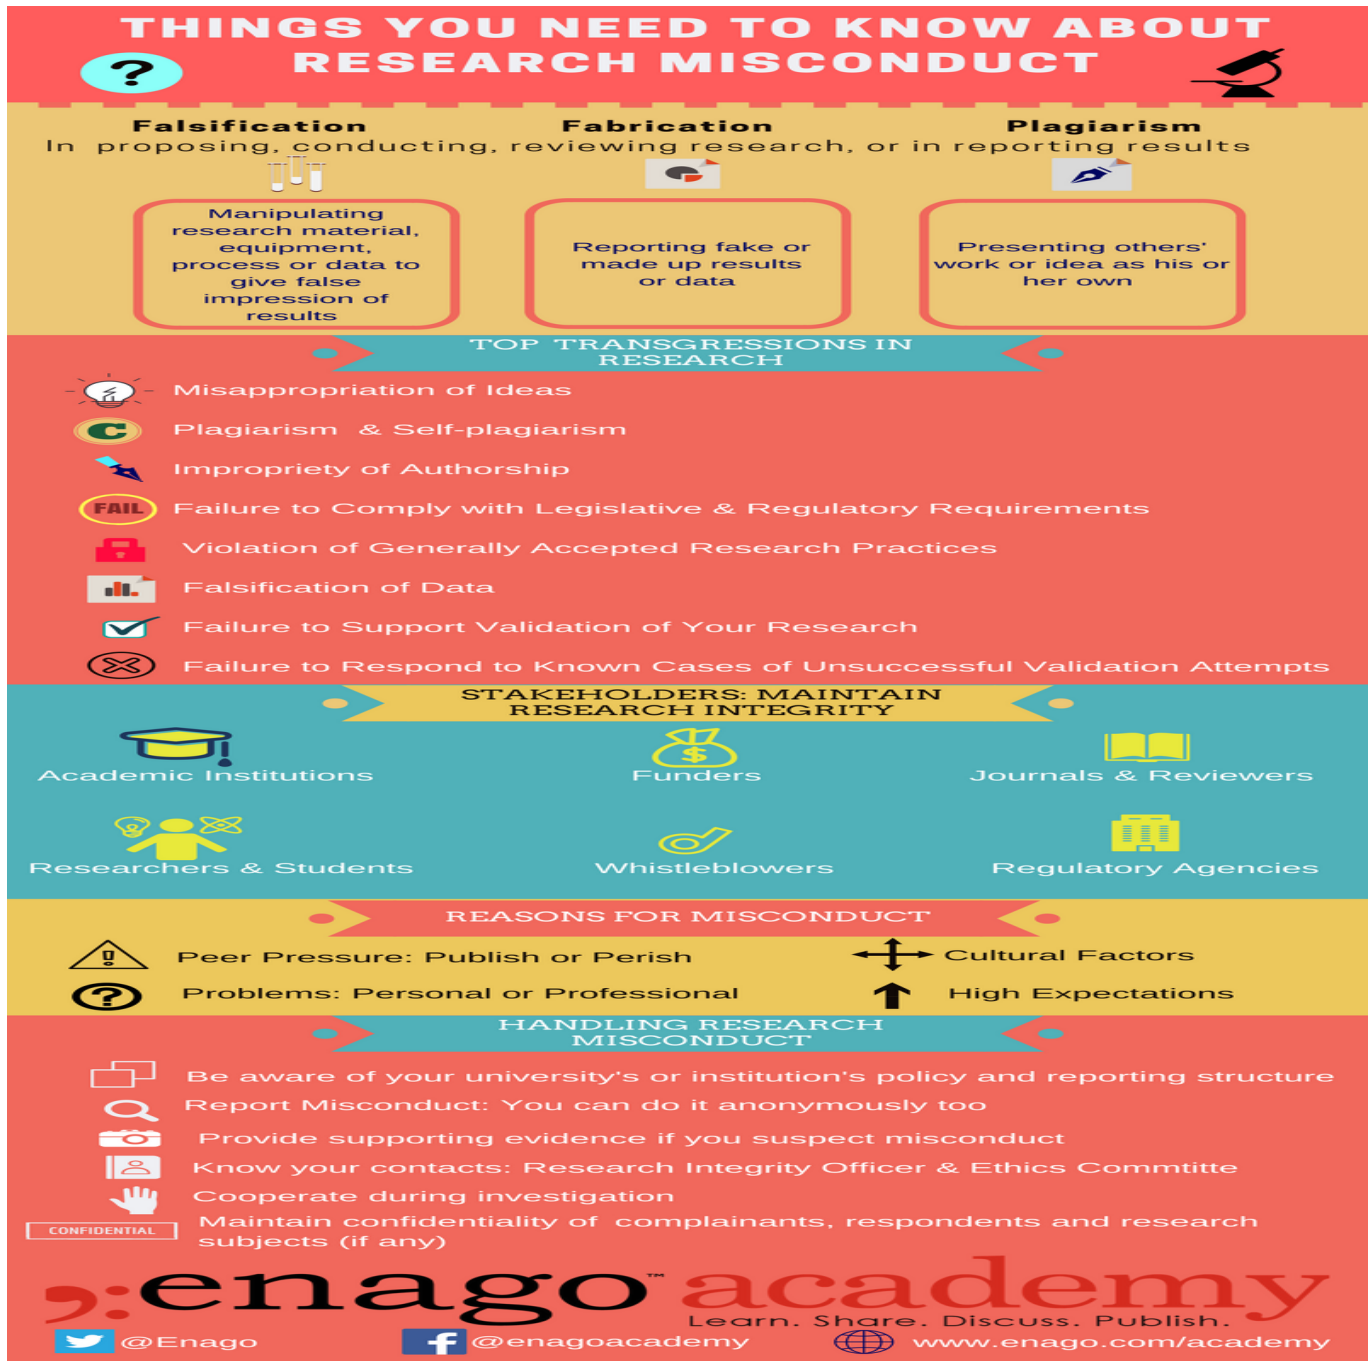 THINGS YOU NEED TO KNOW ABOUT
RESEARCH MISCONDUCT
?
Falsification
Fabrication
Plagiarism
In proposing, conducting, reviewing research, or in reporting results
Manipulating
research material,
equipment,
process or data to
give false
impression of
results
Reporting fake or
made up results
or data
Presenting others'
work or idea as his or
her own
TOP TRANSGRESSIONS IN
RESEARCH
Misappropriation of Ideas
C
Plagiarism & Self-plagiarism
Impropriety of Authorship
FAIL
Failure to Comply with Legislative & Regulatory Requirements
Violation of Generally Accepted Research Practices
Falsification of Data
Failure to Support Validation of Your Research
Failure to Respond to Known Cases of Unsuccessful Validation Attempts
STAKEHOLDERS: MAINTAIN
RESEARCH INTEGRITY
$
Academic Institutions
Funders
Journals & Reviewers
Researchers & Students
Whistleblowers
Regulatory Agencies
REASONS FOR MISCONDUCT
!
Peer Pressure: Publish or Perish
Cultural Factors
?
Problems: Personal or Professional
High Expectations
HANDLING RESEARCH
MISCONDUCT
Be aware of your university's or institution's policy and reporting structure
Report Misconduct: You can do it anonymously too
Provide supporting evidence if you suspect misconduct
Know your contacts: Research Integrity Officer & Ethics Commtitte
Cooperate during investigation
CONFIDENTIAL
Maintain confidentiality of complainants, respondents and research
subjects (if any)
enago™ academy
Learn. Share. Discuss. Publish.
@Enago
f @enagoacademy
www.enago.com/academy